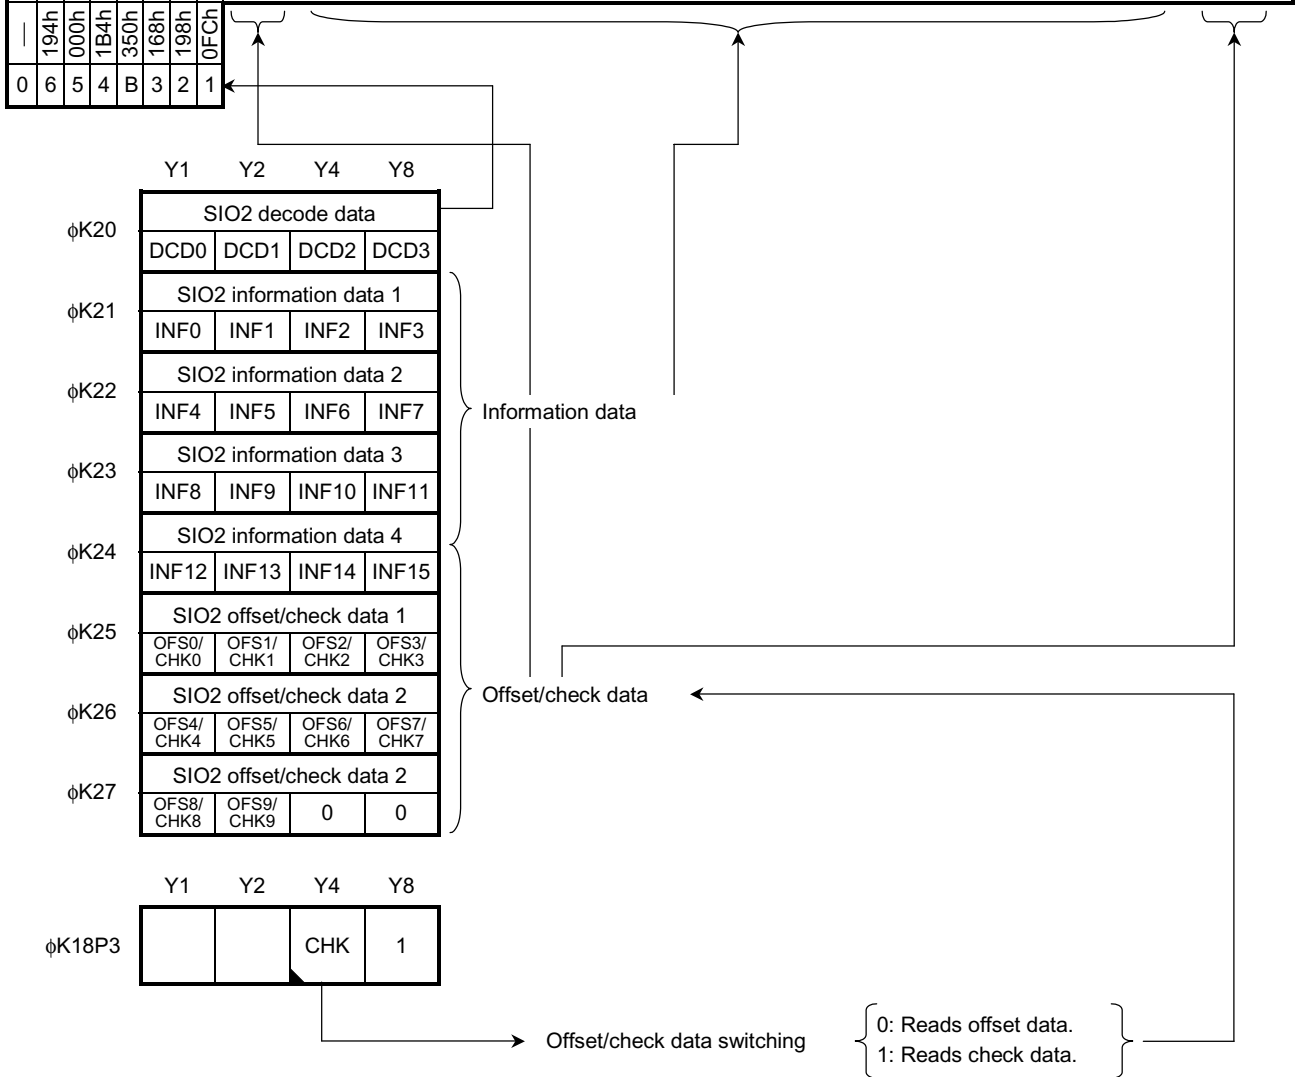 — 194h 000h 1B4h 350h 168h 198h 0FCh
0 6 5 4 B 3 2 1
Y1 Y2 Y4 Y8
ϕK20
SIO2 decode data
DCD0 DCD1 DCD2 DCD3
ϕK21
SIO2 information data 1
INF0 INF1 INF2 INF3
ϕK22
SIO2 information data 2
INF4 INF5 INF6 INF7
Information data
ϕK23
SIO2 information data 3
INF8 INF9 INF10 INF11
ϕK24
SIO2 information data 4
INF12 INF13 INF14 INF15
ϕK25
SIO2 offset/check data 1
OFS0/ OFS1/ OFS2/ OFS3/
CHK0 CHK1 CHK2 CHK3
ϕK26
SIO2 offset/check data 2
Offset/check data
OFS4/ OFS5/ OFS6/ OFS7/
CHK4 CHK5 CHK6 CHK7
ϕK27
SIO2 offset/check data 2
OFS8/ OFS9/ 0 0
CHK8 CHK9
Y1 Y2 Y4 Y8
ϕK18P3
CHK 1
Offset/check data switching
0: Reads offset data.
1: Reads check data.